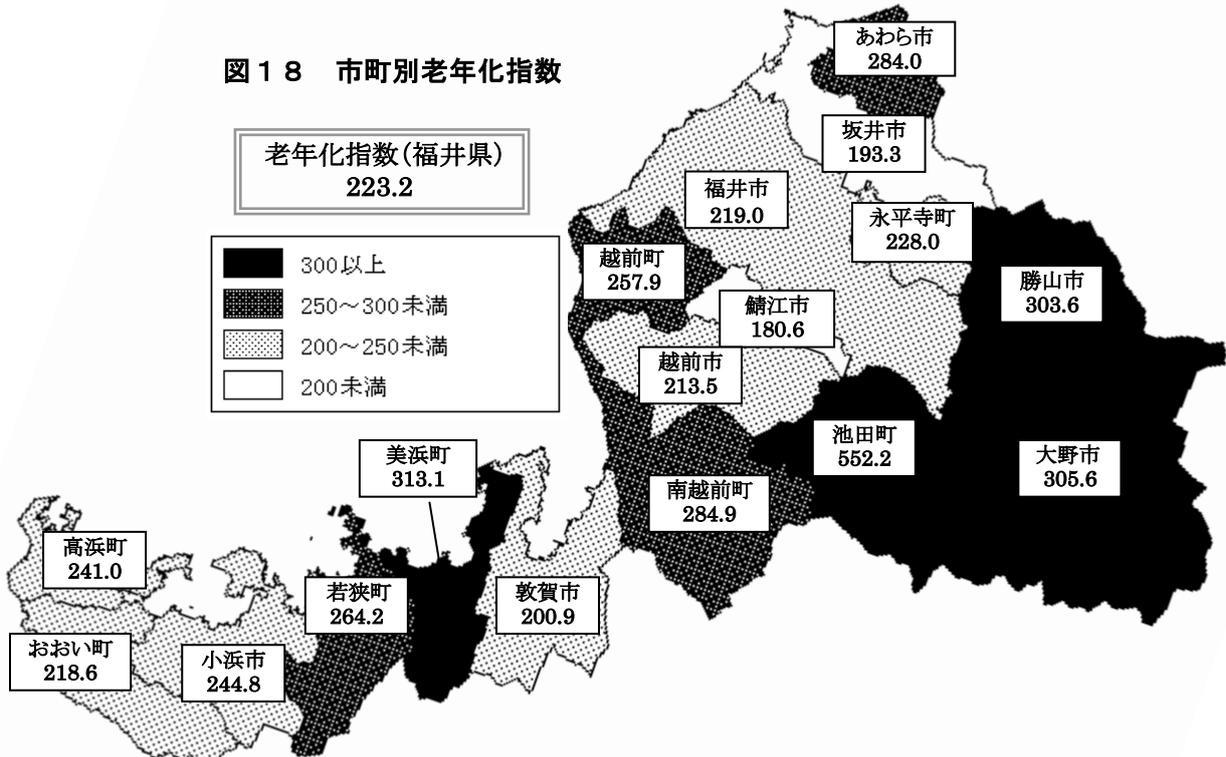 図１８　市町別老年化指数
老年化指数(福井県)
223.2
300以上
250～300未満
200～250未満
200未満
あわら市
284.0
坂井市
193.3
福井市
219.0
永平寺町
228.0
越前町
257.9
勝山市
303.6
鯖江市
180.6
越前市
213.5
池田町
552.2
大野市
305.6
美浜町
313.1
南越前町
284.9
高浜町
241.0
若狭町
264.2
敦賀市
200.9
おおい町
218.6
小浜市
244.8